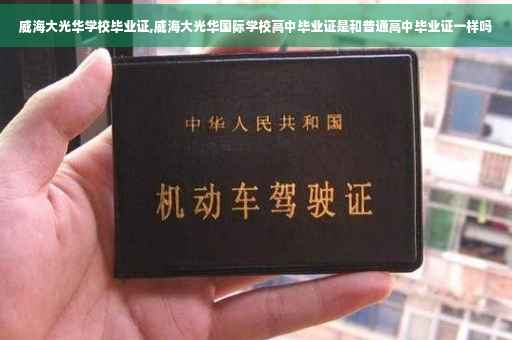 威海大光华学校毕业证,威海大光华国际学校高中毕业证是和普通高中毕业证一样吗
中华人民共和国
机动车驾驶证